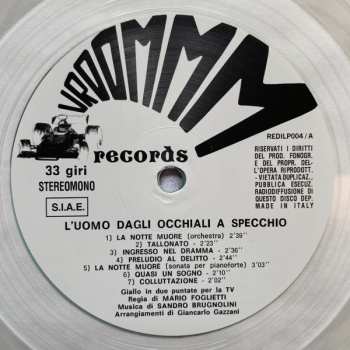 VROOMMM
records
33 giri
STEREOMONO
S.I.A.E.
REDILP004/A
RISERVATI I DIRITTI
DEL PROD. FONOGR.
E DEL PROPR. DEL-
L'OPERA RIPRODOTT.
-VIETATA DUPLICAZ.,
PUBBLICA ESECUZ.
RADIODIFFUSIONE DI
QUESTO DISCO DEP.
MADE IN ITALY
L'UOMO DAGLI OCCHIALI A SPECCHIO
1) LA NOTTE MUORE (orchestra) 2'39"
2) TALLONATO - 2'23"
3) INGRESSO NEL DRAMMA - 2'36"
4) PRELUDIO AL DELITTO - 2'44"
5) LA NOTTE MUORE (sonata per pianoforte) 3'03"
6) QUASI UN SOGNO - 2'10"
7) COLLUTTAZIONE - 2'02"
Giallo in due puntate per la TV
Regia di MARIO FOGLIETTI
Musica di SANDRO BRUGNOLINI
Arrangiamenti di Giancarlo Gazzani